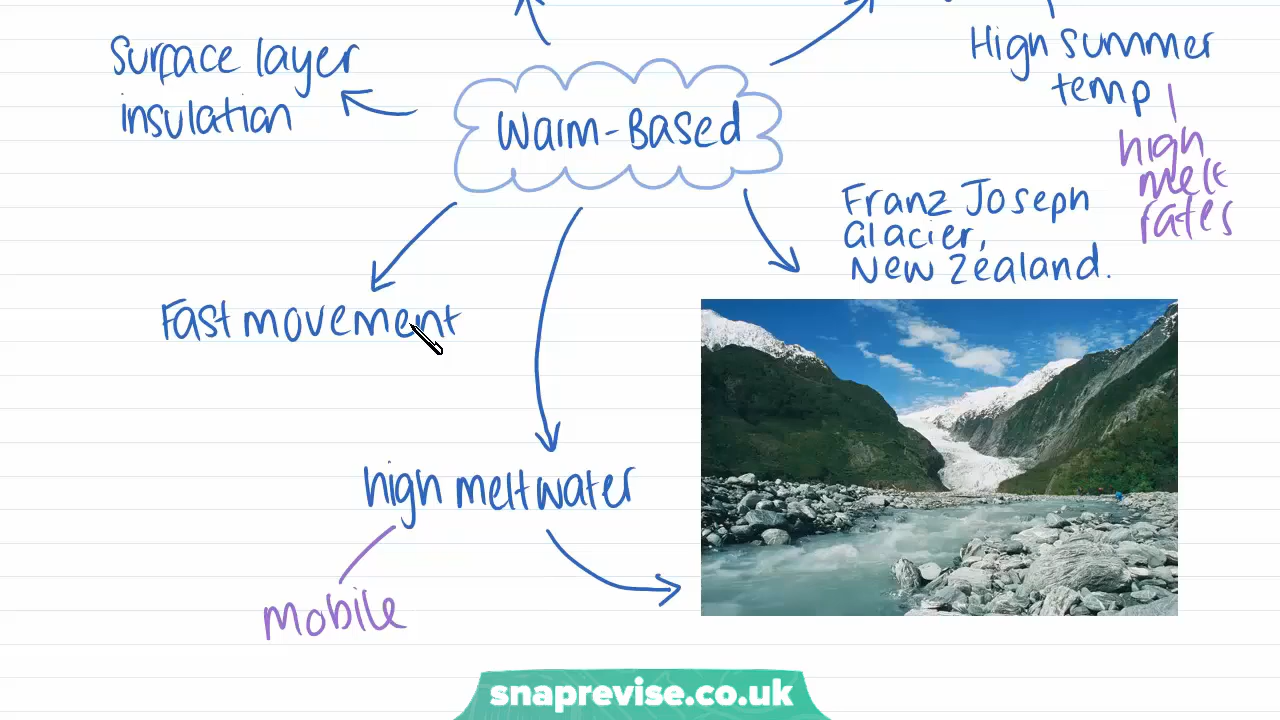 Surface layer
insulation
Warm-Based
High summer
temp
high
melt
rates
Franz Joseph
Glacier,
New Zealand.
Fast movement
high meltwater
mobile
snaprevise.co.uk